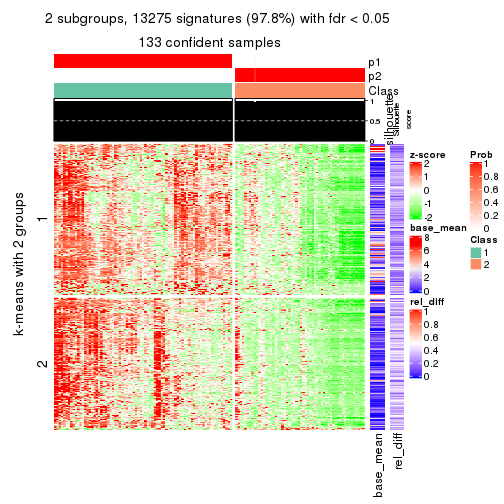 2 subgroups, 13275 signatures (97.8%) with fdr < 0.05
133 confident samples
p1
p2
Class
silhouette
Silhouette
score
1
0.5
0
k-means with 2 groups
1
2
base_mean
rel_diff
z-score
2
1
0
-1
-2
base_mean
8
6
4
2
0
rel_diff
1
0.8
0.6
0.4
0.2
0
Prob
1
0.8
0.6
0.4
0.2
0
Class
1
2